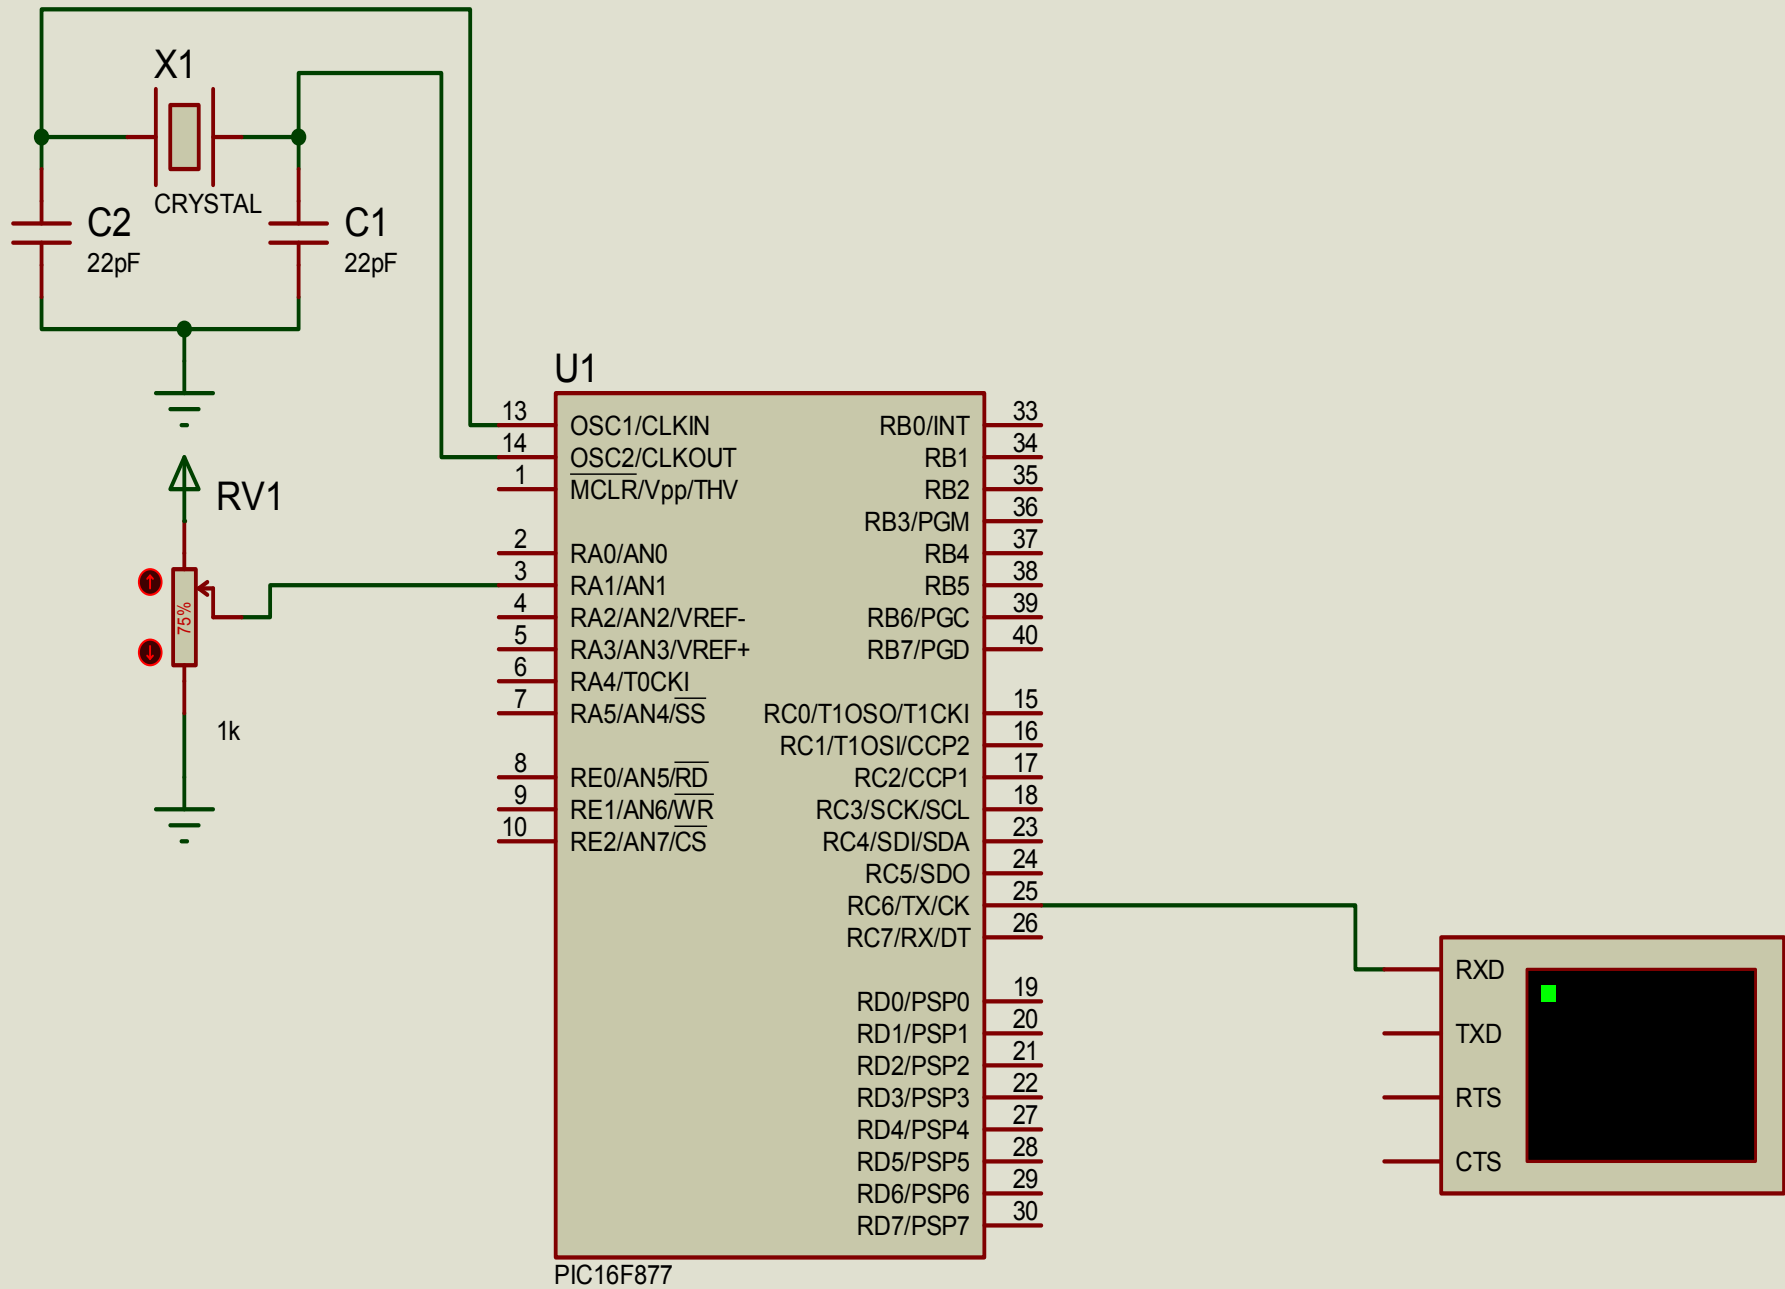 X1
CRYSTAL
C2
22pF
C1
22pF
RV1
75%
1k
U1
13 OSC1/CLKIN RB0/INT 33
14 OSC2/CLKOUT RB1 34
1 MCLR/Vpp/THV RB2 35
RB3/PGM 36
2 RA0/AN0 RB4 37
3 RA1/AN1 RB5 38
4 RA2/AN2/VREF- RB6/PGC 39
5 RA3/AN3/VREF+ RB7/PGD 40
6 RA4/T0CKI
7 RA5/AN4/SS RC0/T1OSO/T1CKI 15
RC1/T1OSI/CCP2 16
8 RE0/AN5/RD RC2/CCP1 17
9 RE1/AN6/WR RC3/SCK/SCL 18
10 RE2/AN7/CS RC4/SDI/SDA 23
RC5/SDO 24
RC6/TX/CK 25
RC7/RX/DT 26
RD0/PSP0 19
RD1/PSP1 20
RD2/PSP2 21
RD3/PSP3 22
RD4/PSP4 27
RD5/PSP5 28
RD6/PSP6 29
RD7/PSP7 30
PIC16F877
RXD
TXD
RTS
CTS